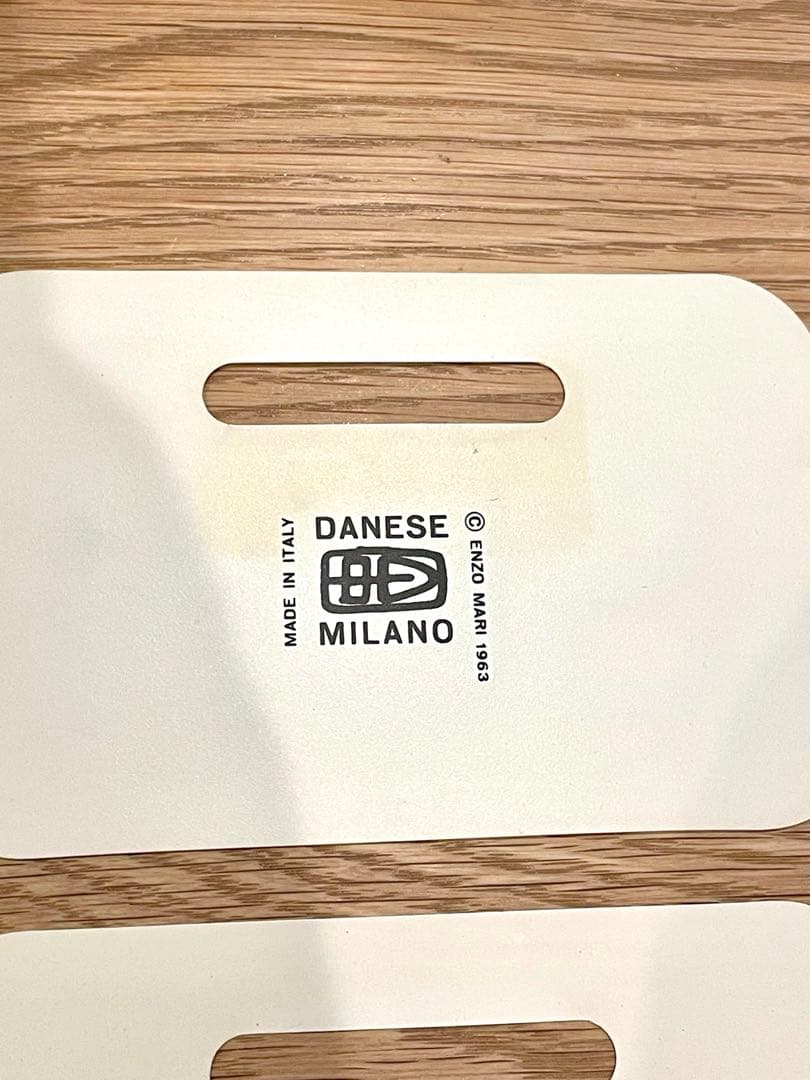 MADE IN ITALY
DANESE
MILANO
© ENZO MARI 1963